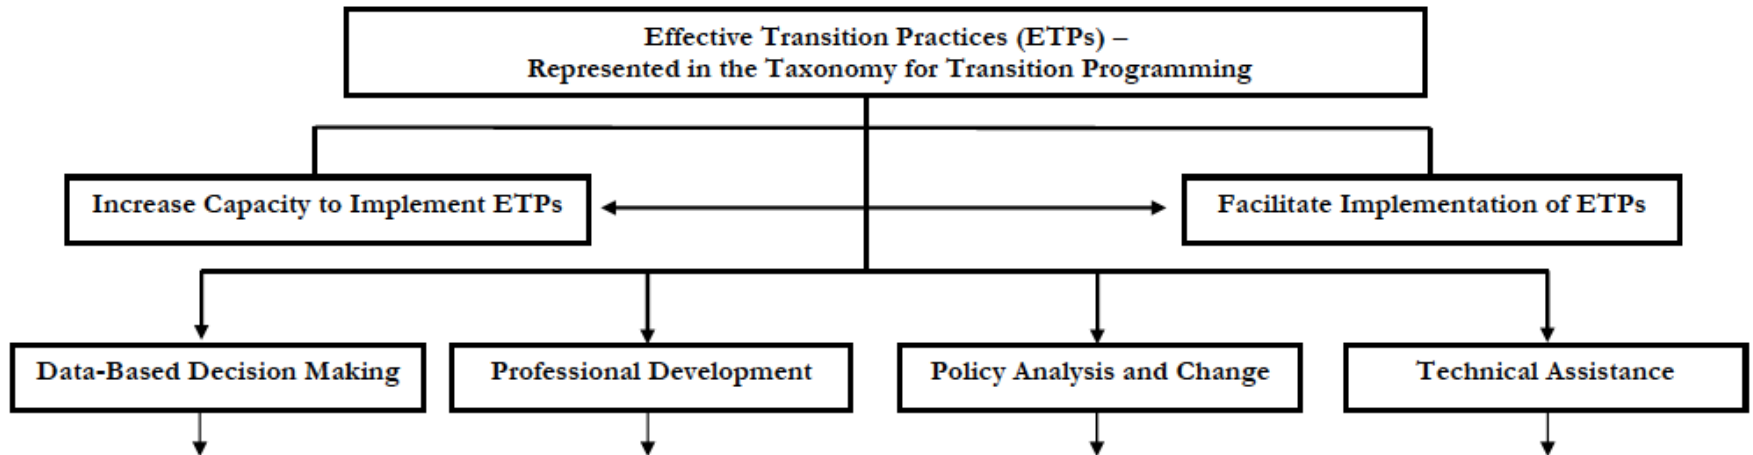 Effective Transition Practices (ETPs) –
Represented in the Taxonomy for Transition Programming
Increase Capacity to Implement ETPs
Facilitate Implementation of ETPs
Data-Based Decision Making
Professional Development
Policy Analysis and Change
Technical Assistance